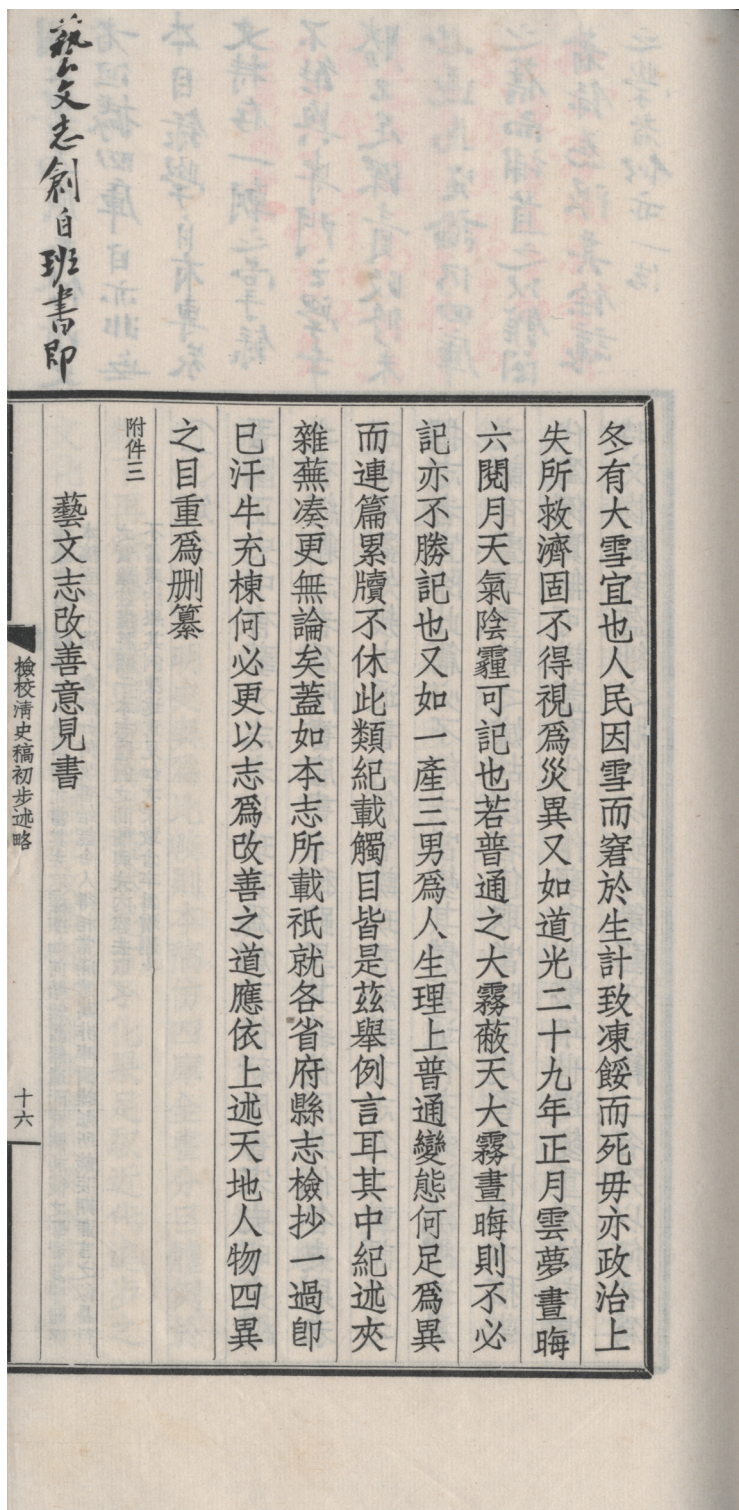 冬有大雪宜也人民因雪而窘於生計致凍餒而死毋亦政治上
失所救濟固不得視爲災異又如道光二十九年正月雲夢晝晦
六閱月天氣陰霾可記也若普通之大霧蔽天大霧晝晦則不必
記亦不勝記也又如一產三男爲人生理上普通變態何足爲異
而連篇累牘不休此類紀載觸目皆是茲舉例言耳其中紀述夾
雜蕪湊更無論矣蓋如本志所載祇就各省府縣志檢抄一過卽
已汗牛充棟何必更以志爲改善之道應依上述天地人物四異
之目重爲删纂
附件三
藝文志改善意見書
檢校清史稿初步述略
十六
藝文志創自班書即